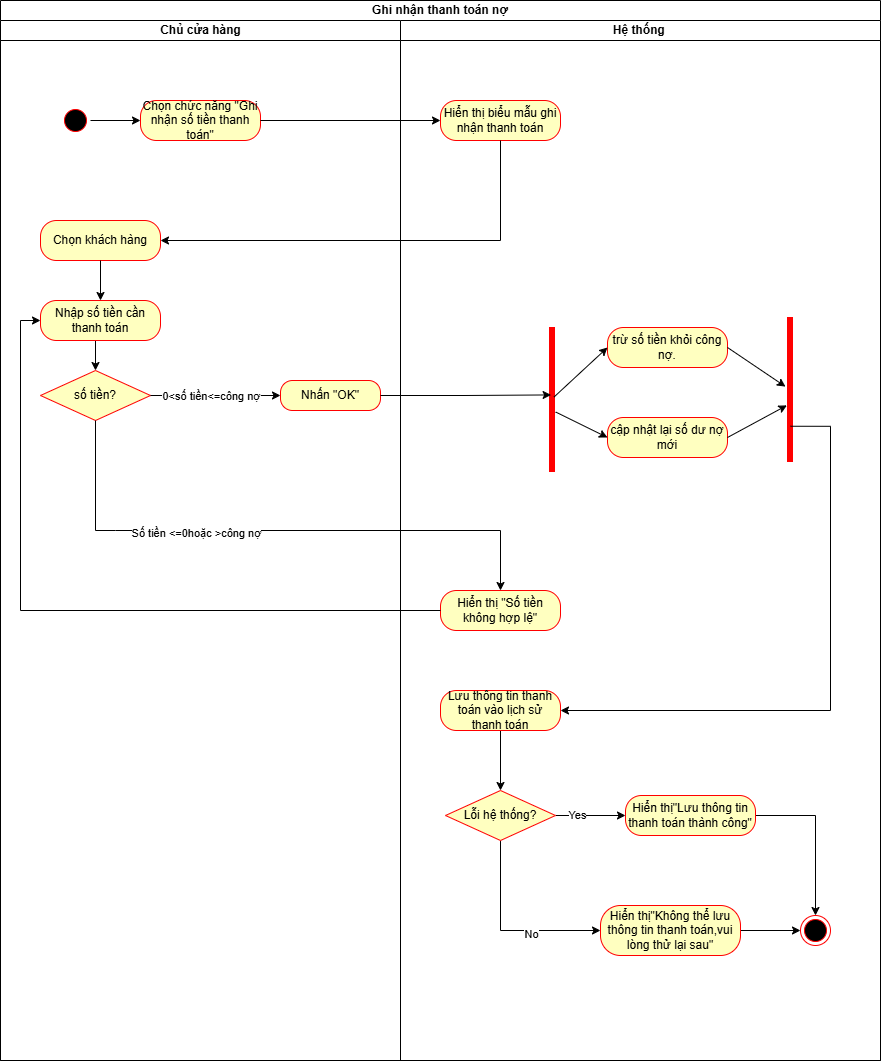 Ghi nhận thanh toán nợ
Chủ cửa hàng
Hệ thống
Chọn chức năng "Ghi
nhận số tiền thanh
toán"
Hiển thị biểu mẫu ghi
nhận thanh toán
Chọn khách hàng
Nhập số tiền cần
thanh toán
số tiền?
0<số tiền<=công nợ
Nhấn "OK"
trừ số tiền khỏi công
nợ.
cập nhật lại số dư nợ
mới
Số tiền <=0hoặc >công nợ
Hiển thị "Số tiền
không hợp lệ"
Lưu thông tin thanh
toán vào lịch sử
thanh toán
Lỗi hệ thống?
Yes
Hiển thị"Lưu thông tin
thanh toán thành công"
No
Hiển thị"Không thể lưu
thông tin thanh toán,vui
lòng thử lại sau"